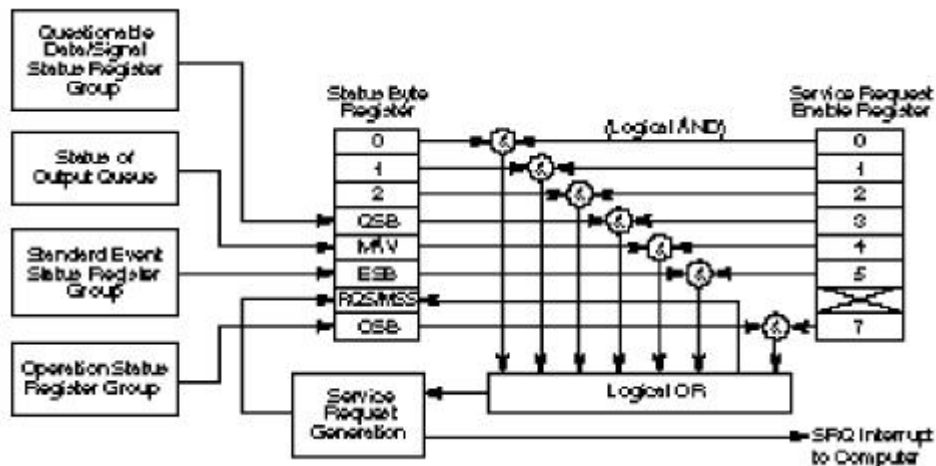 Questionable
Data/Signal
Status Register
Group
Status of
Output Queue
Standard Event
Status Register
Group
Operation Status
Register Group
Status Byte
Register
0
1
2
QSB
MAV
ESB
RQS/MSS
OSB
(Logical AND)
&
&
&
&
&
&
&
Service Request
Enable Register
0
1
2
3
4
5
7
Logical OR
Service
Request
Generation
SRQ Interrupt
to Computer